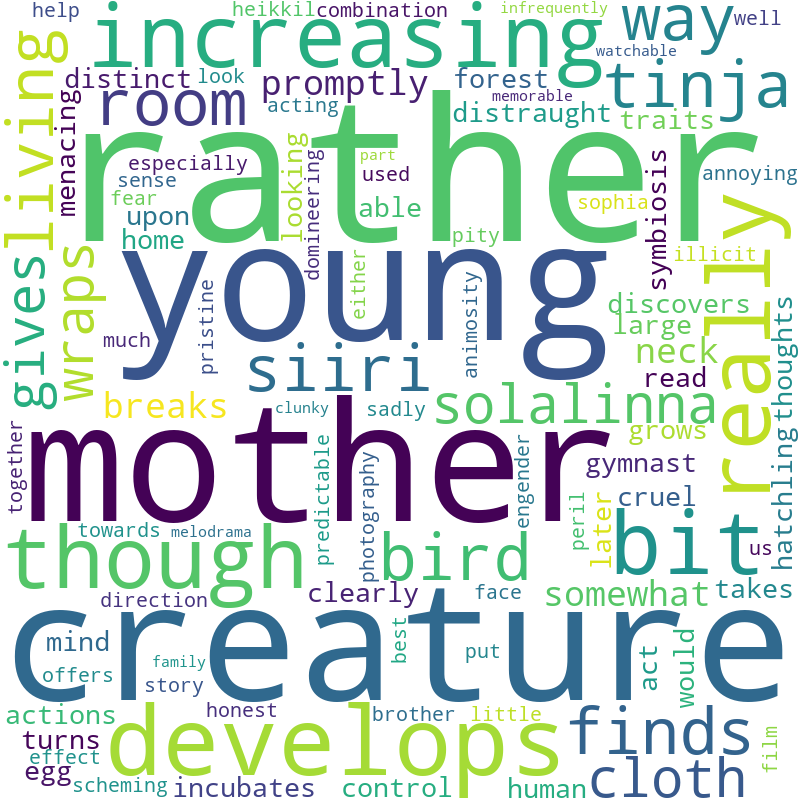 help
heikkil
combination
infrequently
increasing
way
well
watchable
living
distinct
look
promptly
forest
tinja
menacing
room
acting
memorable
distraught
traits
rather
especially
sense
fear
looking
domineering
part
used
able
sophia
symbiosis
annoying
upon
home
either
pity
illicit
really
gives
wraps
young
pristine
animosity
discovers
large
thoughts
much
siiri
neck
read
breaks
clunky
sadly
solalinna
hatchling
together
mother
grows
predictable
photography
engender
gymnast
cruel
peril
later
bit
us
towards
melodrama
though
bird
direction
clearly
face
somewhat
takes
creature
mind
family
offers
story
best
put
act
would
actions
honest
brother
little
turns
develops
finds
film
effect
egg
scheming
incubates
control
human
cloth